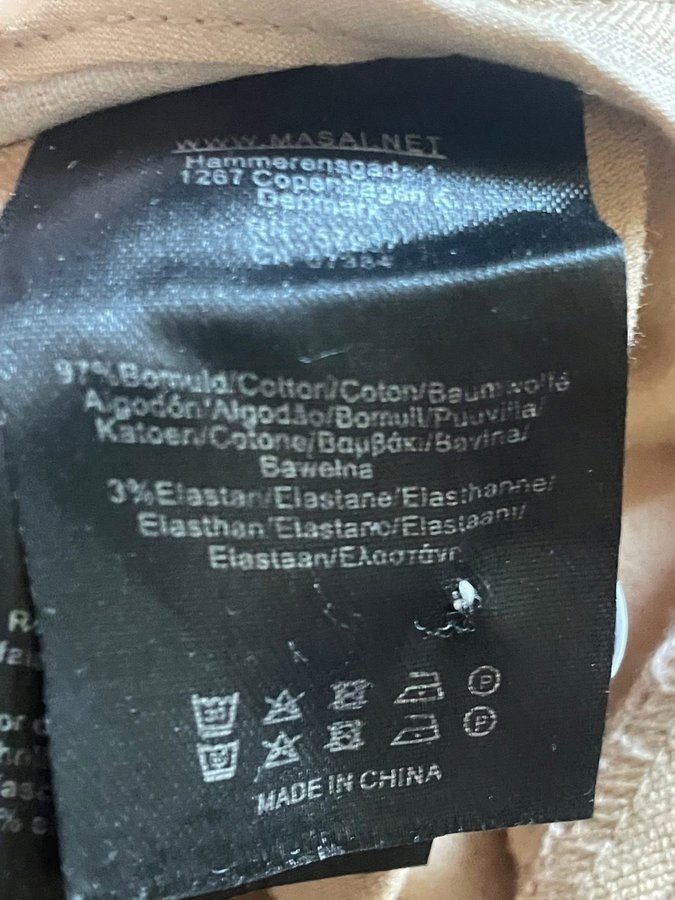 WWW.MASAI.NET
Hammerensgade 1
1267 Copenhagen K
Denmark
97%Bomuld/Cotton/Coton/Baumwolle
Algodón/Algodão/Bomull/Puuvilla/
Katoen/Cotone/Βαμβάκι/Bavlna/
Bawełna
3%Elastan/Elastane/Elasthanne/
Elasthan/Elastano/Elastaani/
Elastaan/Ελαστάνη
P
P
MADE IN CHINA